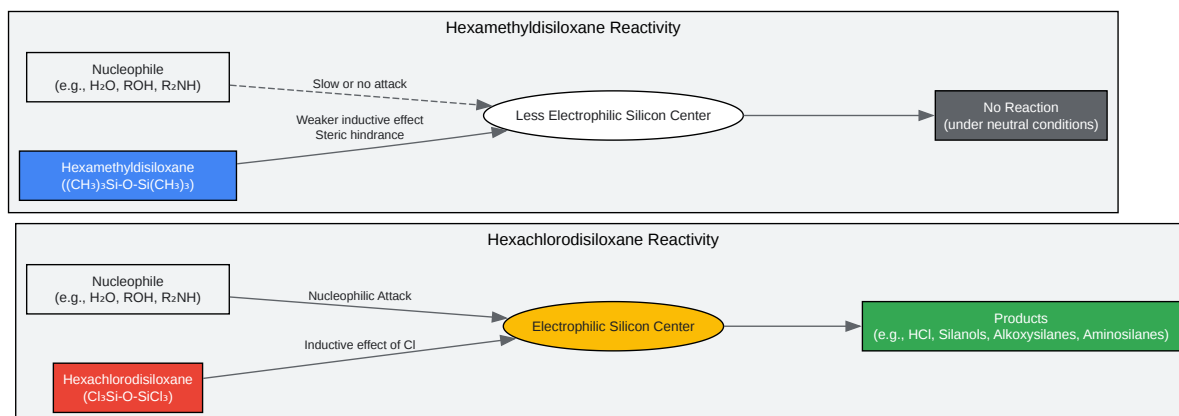 Hexamethyldisiloxane Reactivity
Nucleophile
(e.g., H₂O, ROH, R₂NH)
Slow or no attack
Weaker inductive effect
Steric hindrance
Less Electrophilic Silicon Center
No Reaction
(under neutral conditions)
Hexamethyldisiloxane
((CH₃)₃Si-O-Si(CH₃)₃)
Hexachlorodisiloxane Reactivity
Nucleophile
(e.g., H₂O, ROH, R₂NH)
Nucleophilic Attack
Inductive effect of Cl
Electrophilic Silicon Center
Products
(e.g., HCl, Silanols, Alkoxysilanes, Aminosilanes)
Hexachlorodisiloxane
(Cl₃Si-O-SiCl₃)